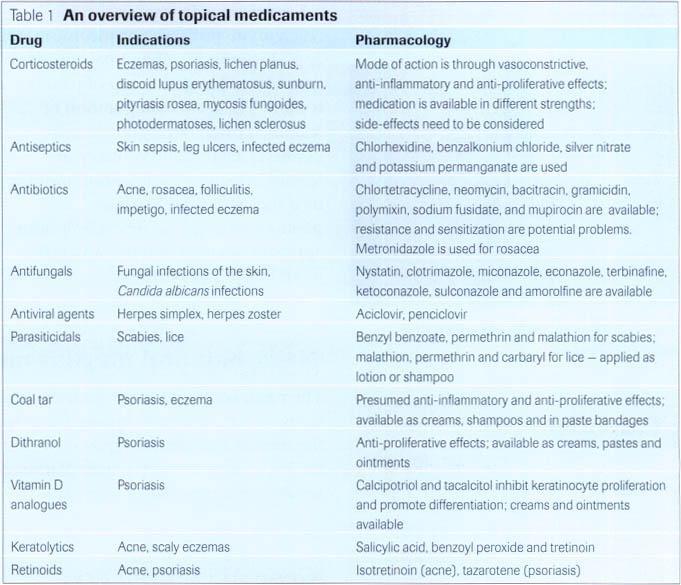 Table 1 An overview of topical medicaments
Drug Indications Pharmacology
Corticosteroids Eczemas, psoriasis, lichen planus, Mode of action is through vasoconstrictive,
discoid lupus erythematosus, sunburn, anti-inflammatory and anti-proliferative effects;
pityriasis rosea, mycosis fungoides, medication is available in different strengths;
photodermatoses, lichen sclerosus side-effects need to be considered
Antiseptics Skin sepsis, leg ulcers, infected eczema Chlorhexidine, benzalkonium chloride, silver nitrate
and potassium permanganate are used
Antibiotics Acne, rosacea, folliculitis, Chlortetracycline, neomycin, bacitracin, gramicidin,
impetigo, infected eczema polymixin, sodium fusidate, and mupirocin are available;
resistance and sensitization are potential problems.
Metronidazole is used for rosacea
Antifungals Fungal infections of the skin, Nystatin, clotrimazole, miconazole, econazole, terbinafine,
Candida albicans infections ketoconazole, sulconazole and amorolfine are available
Antiviral agents Herpes simplex, herpes zoster Aciclovir, penciclovir
Parasiticidals Scabies, lice Benzyl benzoate, permethrin and malathion for scabies;
malathion, permethrin and carbaryl for lice – applied as
lotion or shampoo
Coal tar Psoriasis, eczema Presumed anti-inflammatory and anti-proliferative effects;
available as creams, shampoos and in paste bandages
Dithranol Psoriasis Anti-proliferative effects; available as creams, pastes and
ointments
Vitamin D Psoriasis Calcipotriol and tacalcitol inhibit keratinocyte proliferation
analogues and promote differentiation; creams and ointments
available
Keratolytics Acne, scaly eczemas Salicylic acid, benzoyl peroxide and tretinoin
Retinoids Acne, psoriasis Isotretinoin (acne), tazarotene (psoriasis)